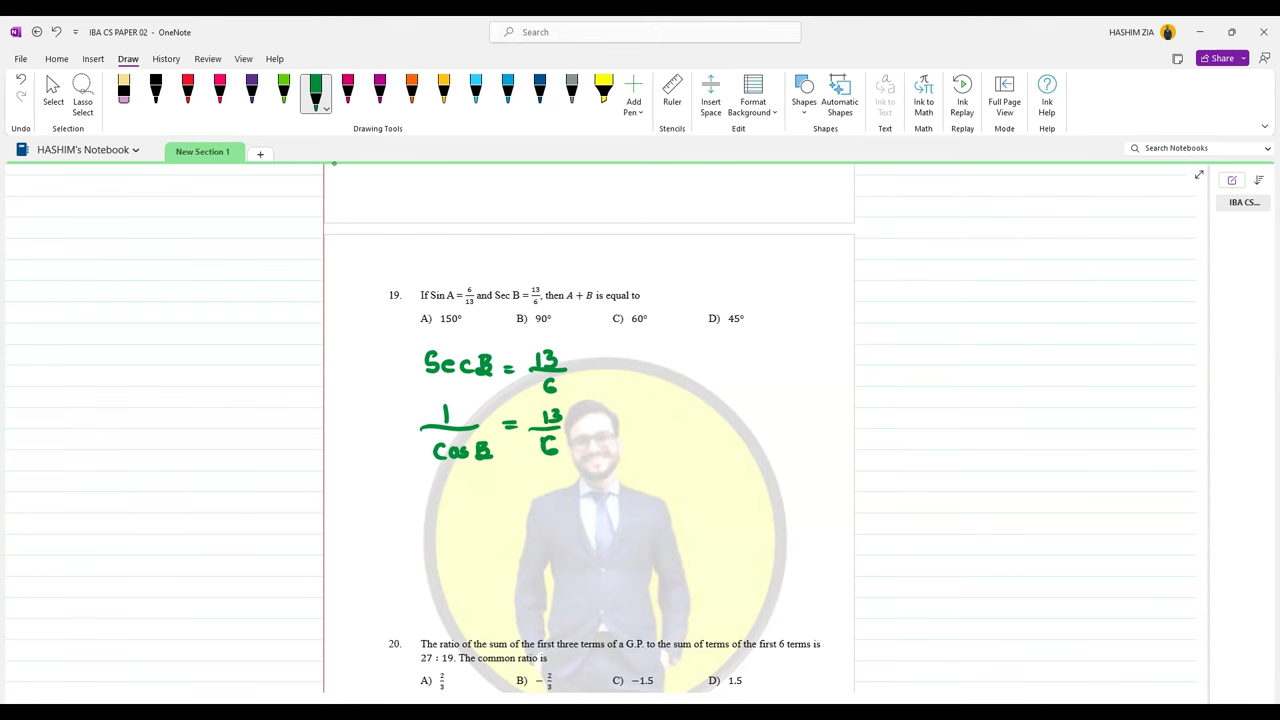 IBA CS PAPER 02 - OneNote
Search
HASHIM ZIA
File Home Insert Draw History Review View Help
Share
Undo
Select
Lasso Select
Selection
Drawing Tools
Add Pen
Ruler
Stencils
Insert Space
Format Background
Edit
Shapes
Automatic Shapes
Shapes
Ink to Text
Text
Ink to Math
Math
Ink Replay
Replay
Full Page View
Mode
Ink Help
Help
HASHIM's Notebook
New Section 1
+
Search Notebooks
IBA CS...
19. If Sin A = 6/13 and Sec B = 13/6, then A + B is equal to
A) 150° B) 90° C) 60° D) 45°
Sec B = 13/6
1/Cos B = 13/6
20. The ratio of the sum of the first three terms of a G.P. to the sum of terms of the first 6 terms is
27 : 19. The common ratio is
A) 2/3 B) − 2/3 C) −1.5 D) 1.5